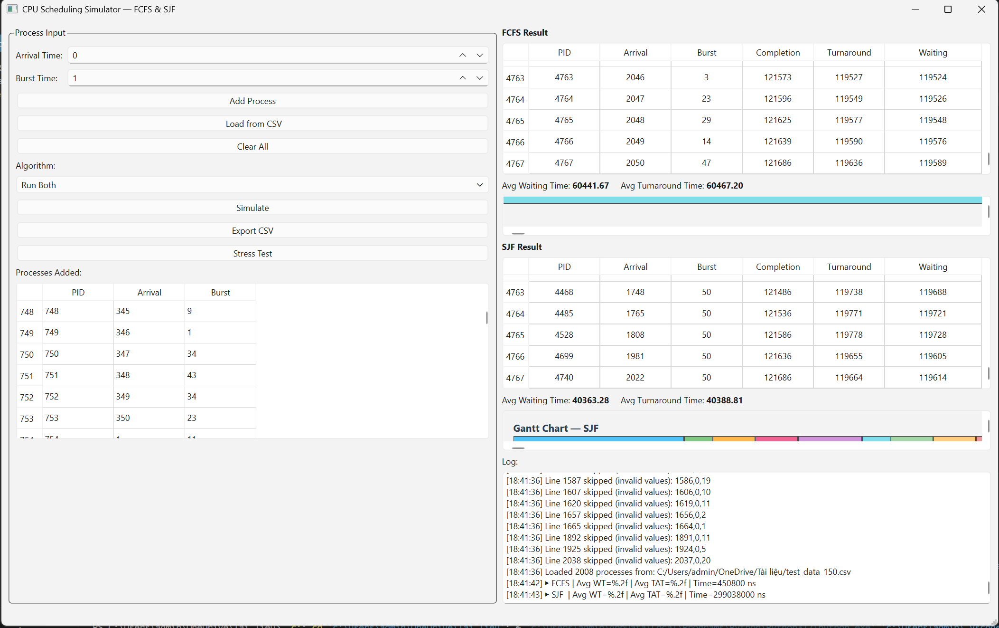 CPU Scheduling Simulator — FCFS & SJF
Process Input
Arrival Time: 0
Burst Time: 1
Add Process
Load from CSV
Clear All
Algorithm:
Run Both
Simulate
Export CSV
Stress Test
Processes Added:
PID Arrival Burst
748 748 345 9
749 749 346 1
750 750 347 34
751 751 348 43
752 752 349 34
753 753 350 23
754 754 1 11
FCFS Result
PID Arrival Burst Completion Turnaround Waiting
4763 4763 2046 3 121573 119527 119524
4764 4764 2047 23 121596 119549 119526
4765 4765 2048 29 121625 119577 119548
4766 4766 2049 14 121639 119590 119576
4767 4767 2050 47 121686 119636 119589
Avg Waiting Time: 60441.67 Avg Turnaround Time: 60467.20
SJF Result
PID Arrival Burst Completion Turnaround Waiting
4763 4468 1748 50 121486 119738 119688
4764 4485 1765 50 121536 119771 119721
4765 4528 1808 50 121586 119778 119728
4766 4699 1981 50 121636 119655 119605
4767 4740 2022 50 121686 119664 119614
Avg Waiting Time: 40363.28 Avg Turnaround Time: 40388.81
Gantt Chart — SJF
Log:
[18:41:36] Line 1587 skipped (invalid values): 1586,0,19
[18:41:36] Line 1607 skipped (invalid values): 1606,0,10
[18:41:36] Line 1620 skipped (invalid values): 1619,0,11
[18:41:36] Line 1657 skipped (invalid values): 1656,0,2
[18:41:36] Line 1665 skipped (invalid values): 1664,0,1
[18:41:36] Line 1892 skipped (invalid values): 1891,0,11
[18:41:36] Line 1925 skipped (invalid values): 1924,0,5
[18:41:36] Line 2038 skipped (invalid values): 2037,0,20
[18:41:36] Loaded 2008 processes from: C:/Users/admin/OneDrive/Tài liệu/test_data_150.csv
[18:41:42] ▶ FCFS | Avg WT=%.2f | Avg TAT=%.2f | Time=450800 ns
[18:41:43] ▶ SJF | Avg WT=%.2f | Avg TAT=%.2f | Time=299038000 ns